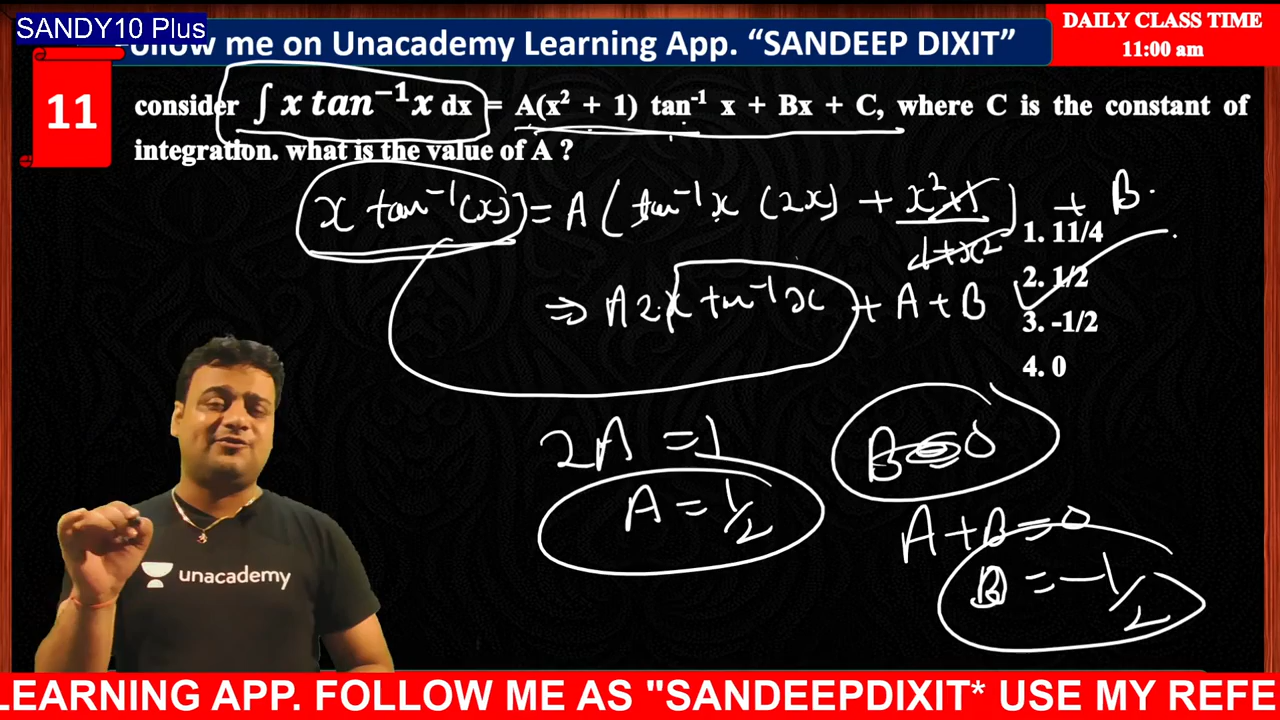 SANDY10 Plus
Follow me on Unacademy Learning App. “SANDEEP DIXIT”
DAILY CLASS TIME
11:00 am
11
consider ∫ x tan⁻¹x dx = A(x² + 1) tan⁻¹ x + Bx + C, where C is the constant of
integration. what is the value of A ?
x tan⁻¹(x) = A ( tan⁻¹x (2x) + x²+1 / 1+x² ) + B
1. 11/4
2. 1/2
⇒ A2x tan⁻¹x + A + B
3. -1/2
4. 0
2A = 1
B = 0
A = 1/2
A + B = 0
B = -1/2
unacademy
LEARNING APP. FOLLOW ME AS "SANDEEPDIXIT* USE MY REFE